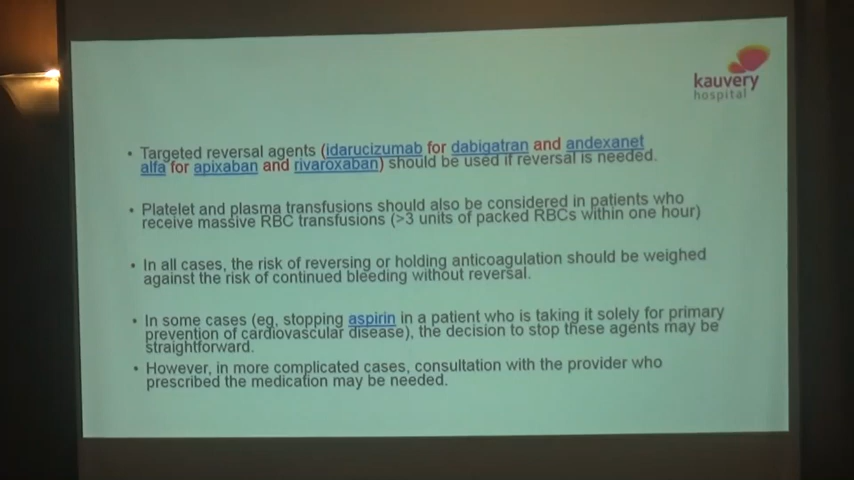 kauvery
hospital
• Targeted reversal agents (idarucizumab for dabigatran and andexanet
alfa for apixaban and rivaroxaban) should be used if reversal is needed.
• Platelet and plasma transfusions should also be considered in patients who
receive massive RBC transfusions (>3 units of packed RBCs within one hour)
• In all cases, the risk of reversing or holding anticoagulation should be weighed
against the risk of continued bleeding without reversal.
• In some cases (eg, stopping aspirin in a patient who is taking it solely for primary
prevention of cardiovascular disease), the decision to stop these agents may be
straightforward.
• However, in more complicated cases, consultation with the provider who
prescribed the medication may be needed.